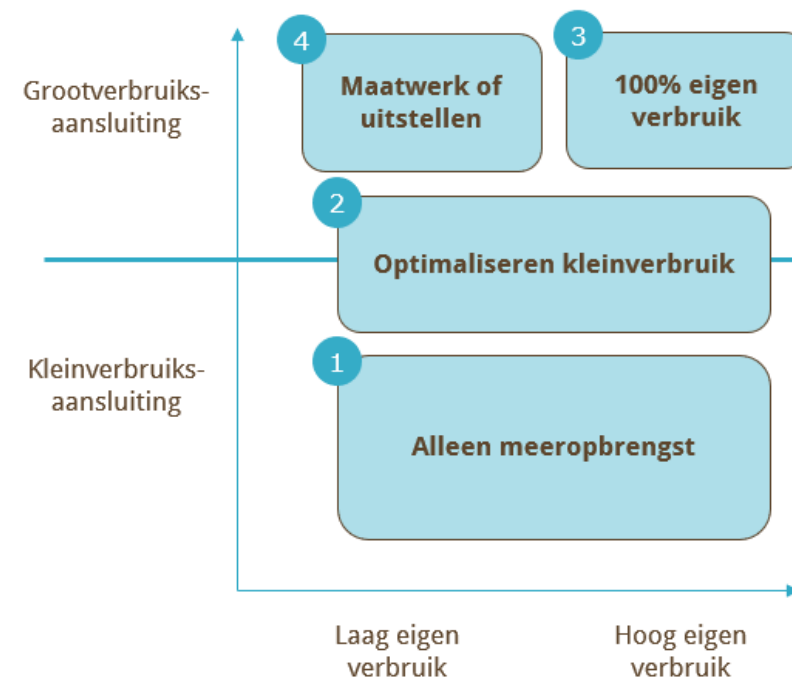 Grootverbruiks-
aansluiting
4
Maatwerk of
uitstellen
3
100% eigen
verbruik
2
Optimaliseren kleinverbruik
Kleinverbruiks-
aansluiting
1
Alleen meeropbrengst
Laag eigen
verbruik
Hoog eigen
verbruik